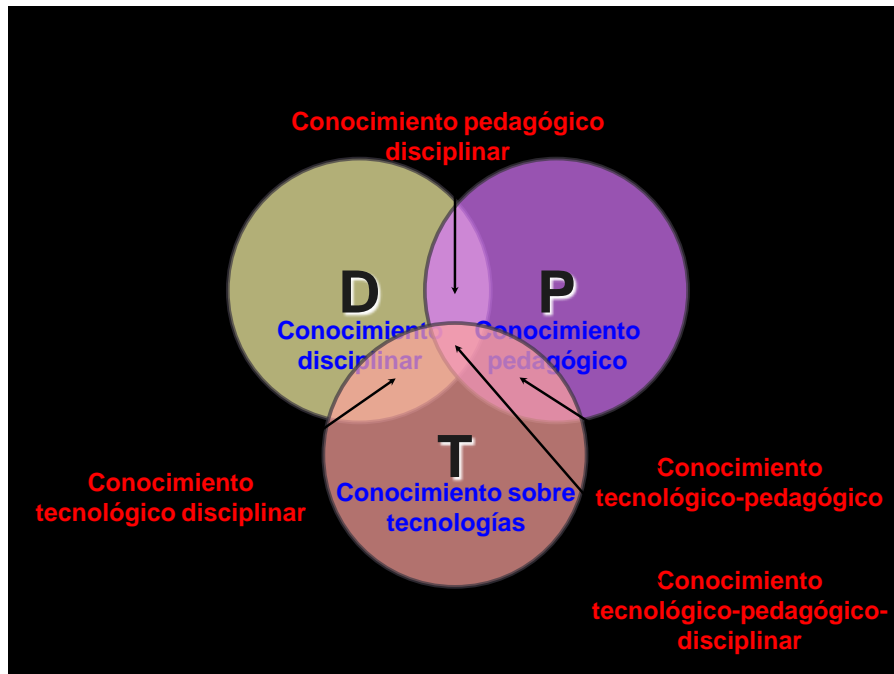 Conocimiento pedagógico
disciplinar
D
Conocimiento
disciplinar
P
Conocimiento
pedagógico
T
Conocimiento sobre
tecnologías
Conocimiento
tecnológico disciplinar
Conocimiento
tecnológico-pedagógico
Conocimiento
tecnológico-pedagógico-
disciplinar